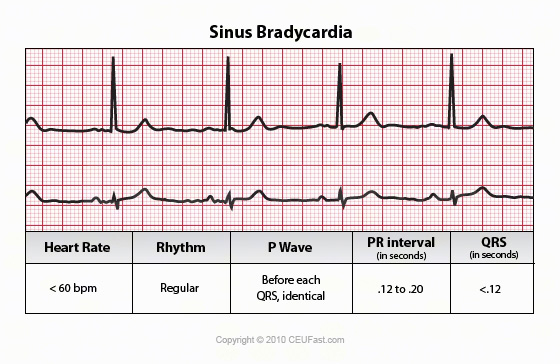 Sinus Bradycardia
Heart Rate
Rhythm
P Wave
PR interval
(in seconds)
QRS
(in seconds)
< 60 bpm
Regular
Before each
QRS, identical
.12 to .20
<.12
Copyright © 2010 CEUFast.com